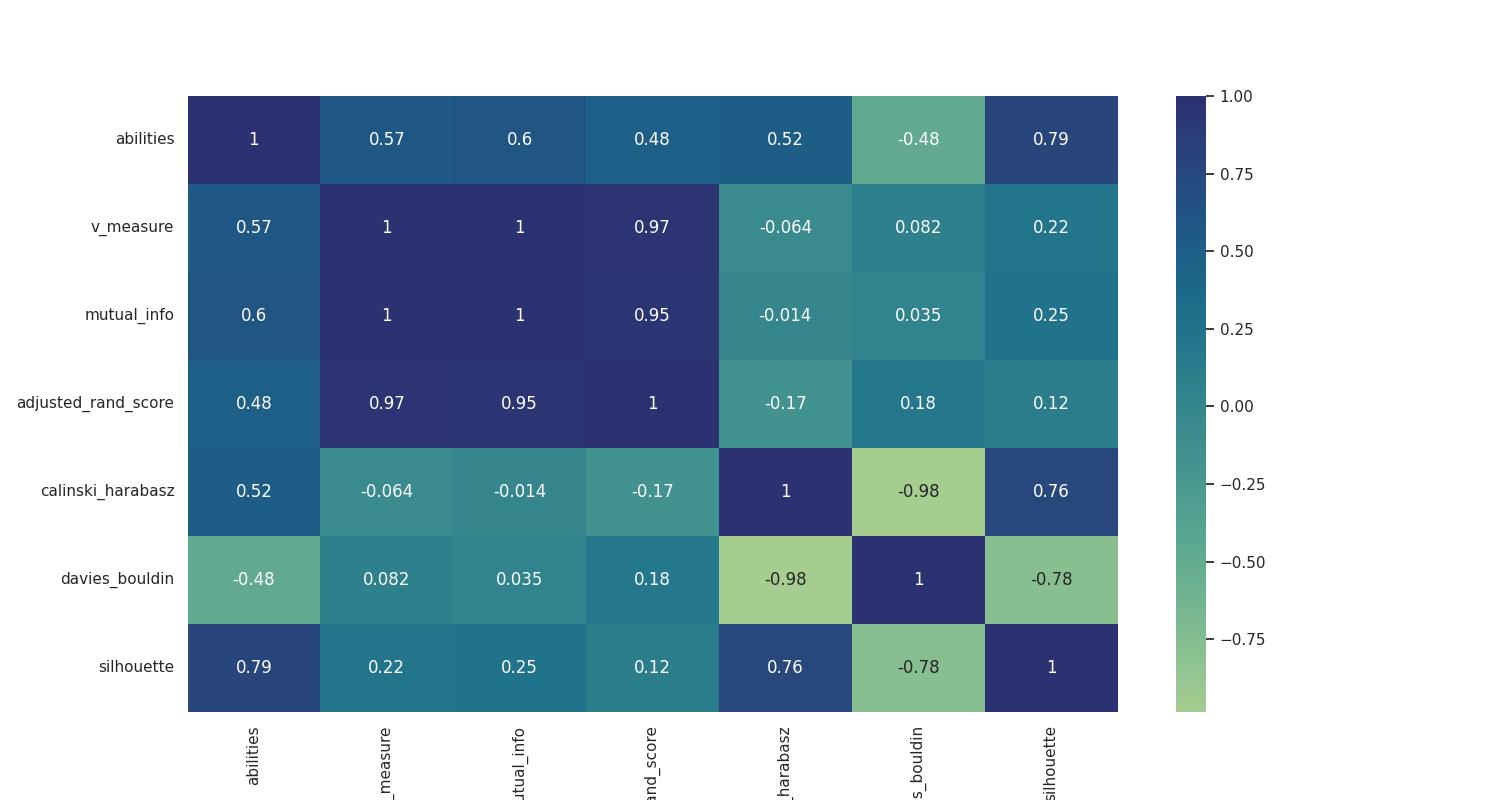 abilities 1 0.57 0.6 0.48 0.52 -0.48 0.79
v_measure 0.57 1 1 0.97 -0.064 0.082 0.22
mutual_info 0.6 1 1 0.95 -0.014 0.035 0.25
adjusted_rand_score 0.48 0.97 0.95 1 -0.17 0.18 0.12
calinski_harabasz 0.52 -0.064 -0.014 -0.17 1 -0.98 0.76
davies_bouldin -0.48 0.082 0.035 0.18 -0.98 1 -0.78
silhouette 0.79 0.22 0.25 0.12 0.76 -0.78 1
abilities
_measure
utual_info
and_score
_harabasz
s_bouldin
silhouette
1.00
0.75
0.50
0.25
0.00
−0.25
−0.50
−0.75